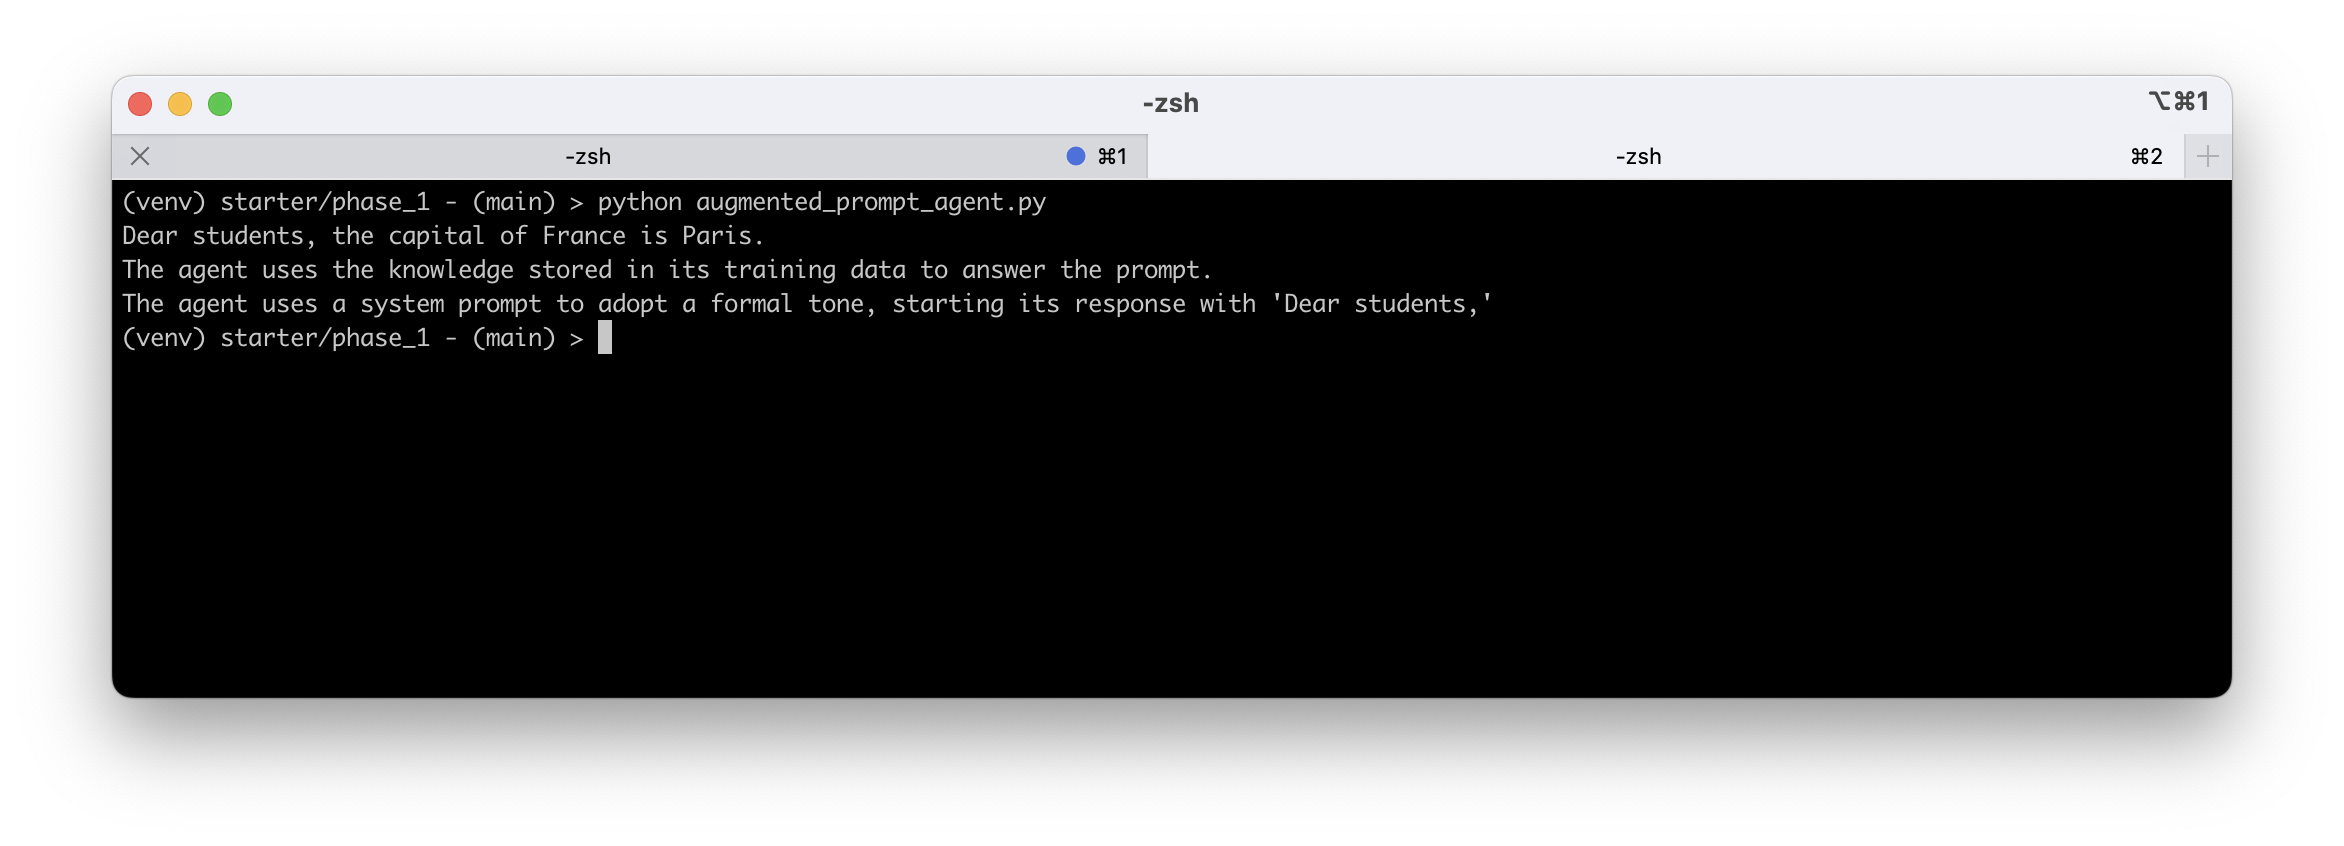 -zsh
⌥⌘1
-zsh ⌘1 -zsh ⌘2
(venv) starter/phase_1 - (main) > python augmented_prompt_agent.py
Dear students, the capital of France is Paris.
The agent uses the knowledge stored in its training data to answer the prompt.
The agent uses a system prompt to adopt a formal tone, starting its response with 'Dear students,'
(venv) starter/phase_1 - (main) >